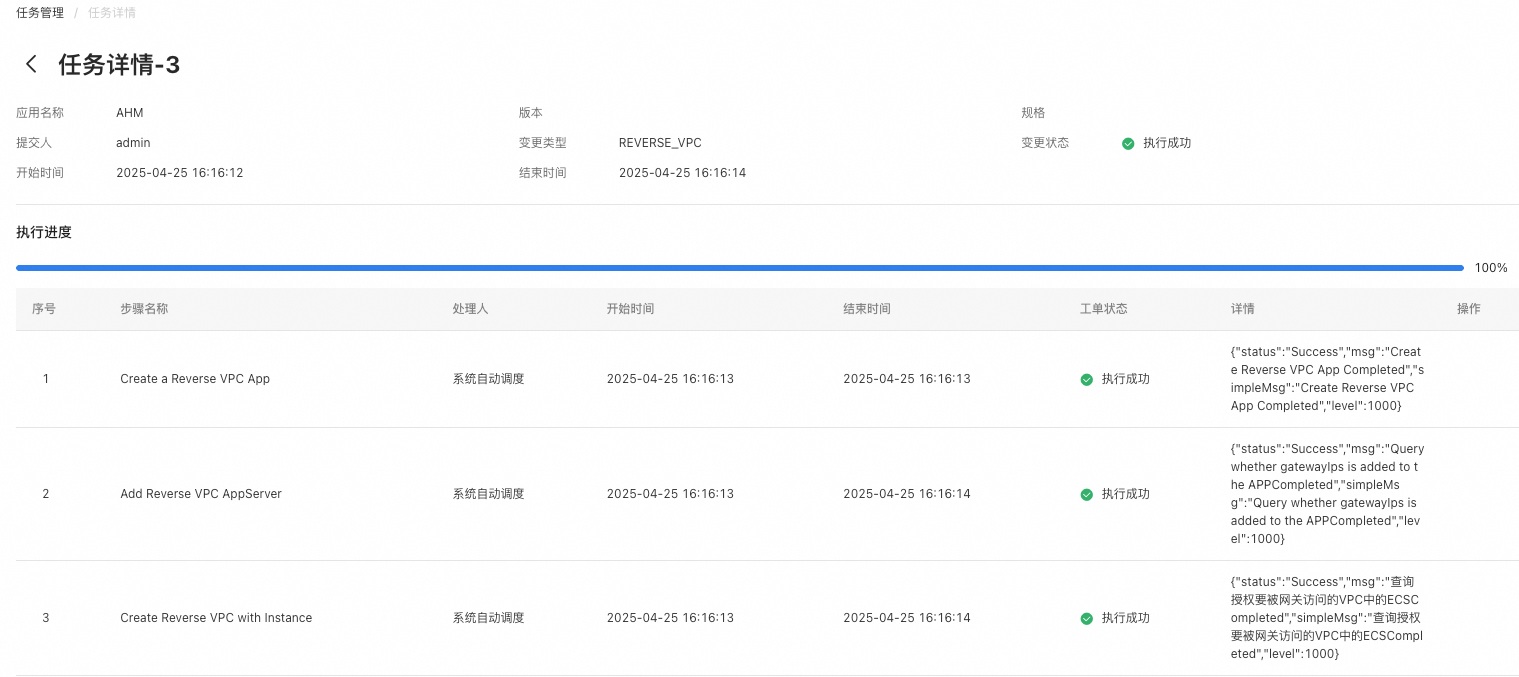 任务管理 / 任务详情
任务详情-3
应用名称 AHM 版本 规格
提交人 admin 变更类型 REVERSE_VPC 变更状态 执行成功
开始时间 2025-04-25 16:16:12 结束时间 2025-04-25 16:16:14
执行进度
100%
序号 步骤名称 处理人 开始时间 结束时间 工单状态 详情 操作
1 Create a Reverse VPC App 系统自动调度 2025-04-25 16:16:13 2025-04-25 16:16:13 执行成功
{"status":"Success","msg":"Creat
e Reverse VPC App Completed","s
impleMsg":"Create Reverse VPC
App Completed","level":1000}
2 Add Reverse VPC AppServer 系统自动调度 2025-04-25 16:16:13 2025-04-25 16:16:14 执行成功
{"status":"Success","msg":"Query
whether gatewayIps is added to t
he APPCompleted","simpleMs
g":"Query whether gatewayIps is
added to the APPCompleted","lev
el":1000}
3 Create Reverse VPC with Instance 系统自动调度 2025-04-25 16:16:13 2025-04-25 16:16:14 执行成功
{"status":"Success","msg":"查询
授权要被网关访问的VPC中的ECSC
ompleted","simpleMsg":"查询授权
要被网关访问的VPC中的ECSCompl
eted","level":1000}